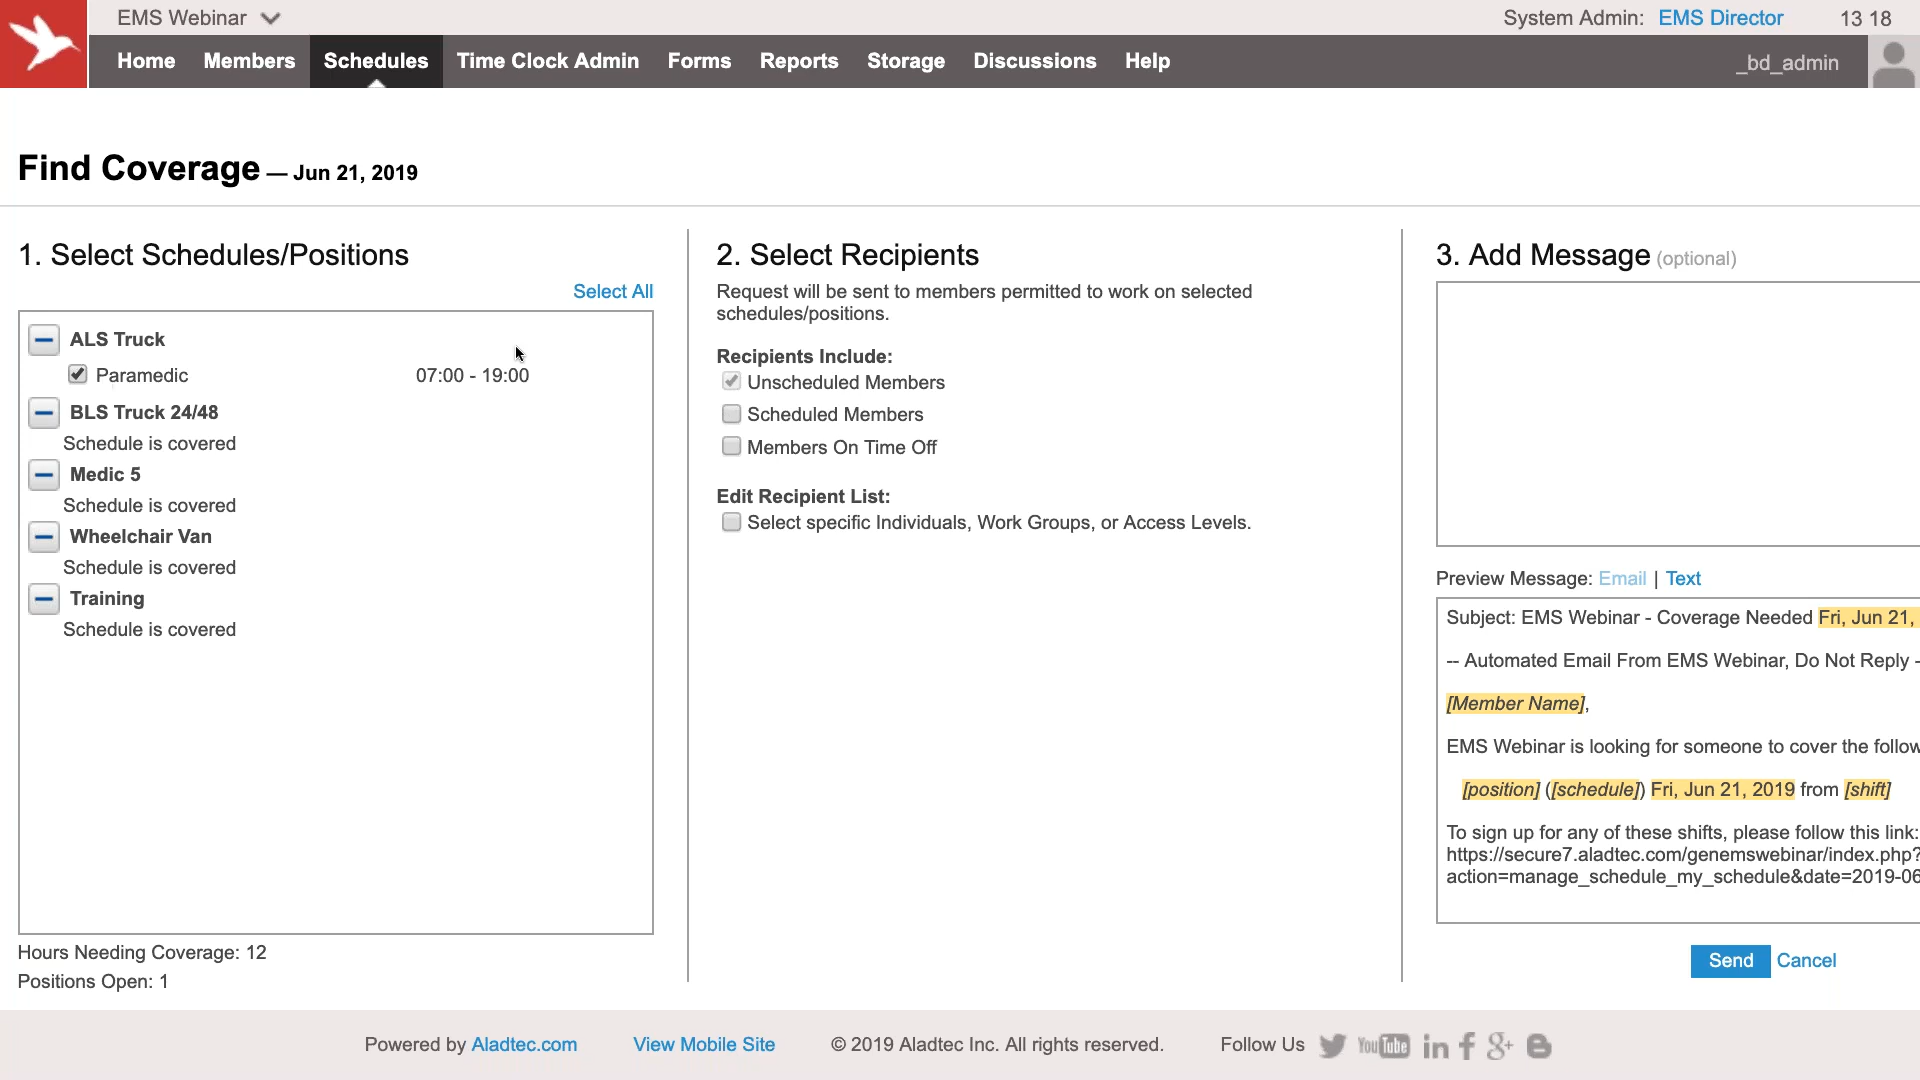 EMS Webinar
System Admin: EMS Director 13 18
Home Members Schedules Time Clock Admin Forms Reports Storage Discussions Help
_bd_admin
Find Coverage — Jun 21, 2019
1. Select Schedules/Positions
Select All
ALS Truck
Paramedic 07:00 - 19:00
BLS Truck 24/48
Schedule is covered
Medic 5
Schedule is covered
Wheelchair Van
Schedule is covered
Training
Schedule is covered
Hours Needing Coverage: 12
Positions Open: 1
2. Select Recipients
Request will be sent to members permitted to work on selected
schedules/positions.
Recipients Include:
Unscheduled Members
Scheduled Members
Members On Time Off
Edit Recipient List:
Select specific Individuals, Work Groups, or Access Levels.
3. Add Message (optional)
Preview Message: Email | Text
Subject: EMS Webinar - Coverage Needed Fri, Jun 21,
-- Automated Email From EMS Webinar, Do Not Reply -
[Member Name],
EMS Webinar is looking for someone to cover the follow
[position] ([schedule]) Fri, Jun 21, 2019 from [shift]
To sign up for any of these shifts, please follow this link:
https://secure7.aladtec.com/genemswebinar/index.php?
action=manage_schedule_my_schedule&date=2019-06
Send Cancel
Powered by Aladtec.com View Mobile Site © 2019 Aladtec Inc. All rights reserved. Follow Us YouTube in f g+